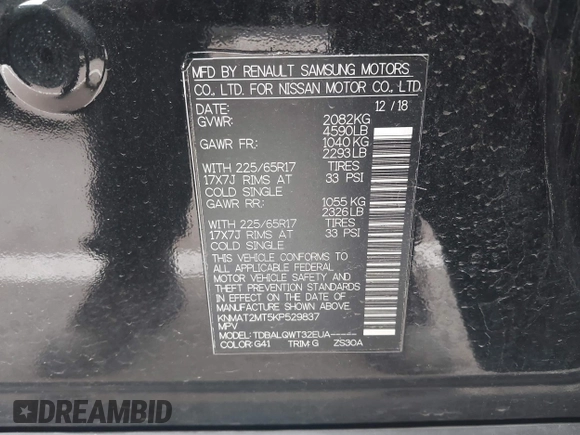 MFD BY RENAULT SAMSUNG MOTORS
CO., LTD. FOR NISSAN MOTOR CO., LTD.
DATE: 12 / 18
GVWR: 2082KG
4590LB
GAWR FR: 1040 KG
2293LB
WITH 225/65R17 TIRES
17X7J RIMS AT 33 PSI
COLD SINGLE
GAWR RR: 1055 KG
2326LB
WITH 225/65R17 TIRES
17X7J RIMS AT 33 PSI
COLD SINGLE
THIS VEHICLE CONFORMS TO
ALL APPLICABLE FEDERAL
MOTOR VEHICLE SAFETY AND
THEFT PREVENTION STANDARDS
IN EFFECT ON THE DATE OF
MANUFACTURE SHOWN ABOVE.
KNMAT2MT5KP529837
MPV
MODEL: TDBALQWT32EUA-----
COLOR: G41 TRIM: G ZS30A
DREAMBID